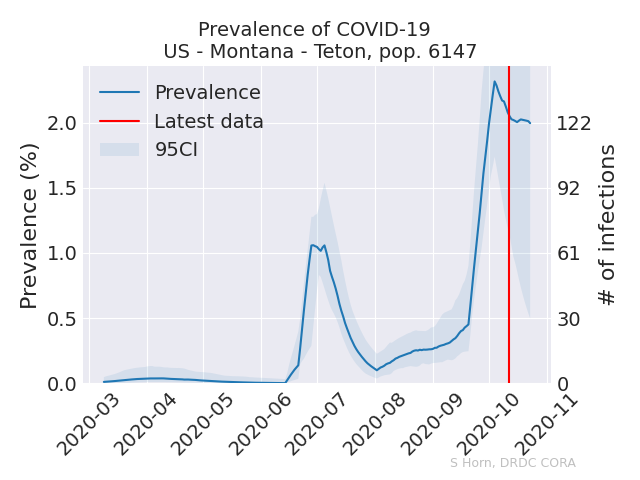 Prevalence of COVID-19
US - Montana - Teton, pop. 6147
Prevalence
Latest data
95CI
Prevalence (%)
2.0
1.5
1.0
0.5
0.0
# of infections
122
92
61
30
0
2020-03
2020-04
2020-05
2020-06
2020-07
2020-08
2020-09
2020-10
2020-11
S Horn, DRDC CORA